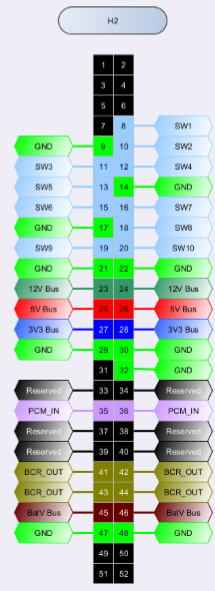 H2
1 2
3 4
5 6
7 8 SW1
GND 9 10 SW2
SW3 11 12 SW4
SW5 13 14 GND
SW6 15 16 SW7
GND 17 18 SW8
SW9 19 20 SW10
GND 21 22 GND
12V Bus 23 24 12V Bus
5V Bus 25 26 5V Bus
3V3 Bus 27 28 3V3 Bus
GND 29 30 GND
31 32 GND
Reserved 33 34 Reserved
PCM_IN 35 36 PCM_IN
Reserved 37 38 Reserved
Reserved 39 40 Reserved
BCR_OUT 41 42 BCR_OUT
BCR_OUT 43 44 BCR_OUT
BatV Bus 45 46 BatV Bus
GND 47 48 GND
49 50
51 52